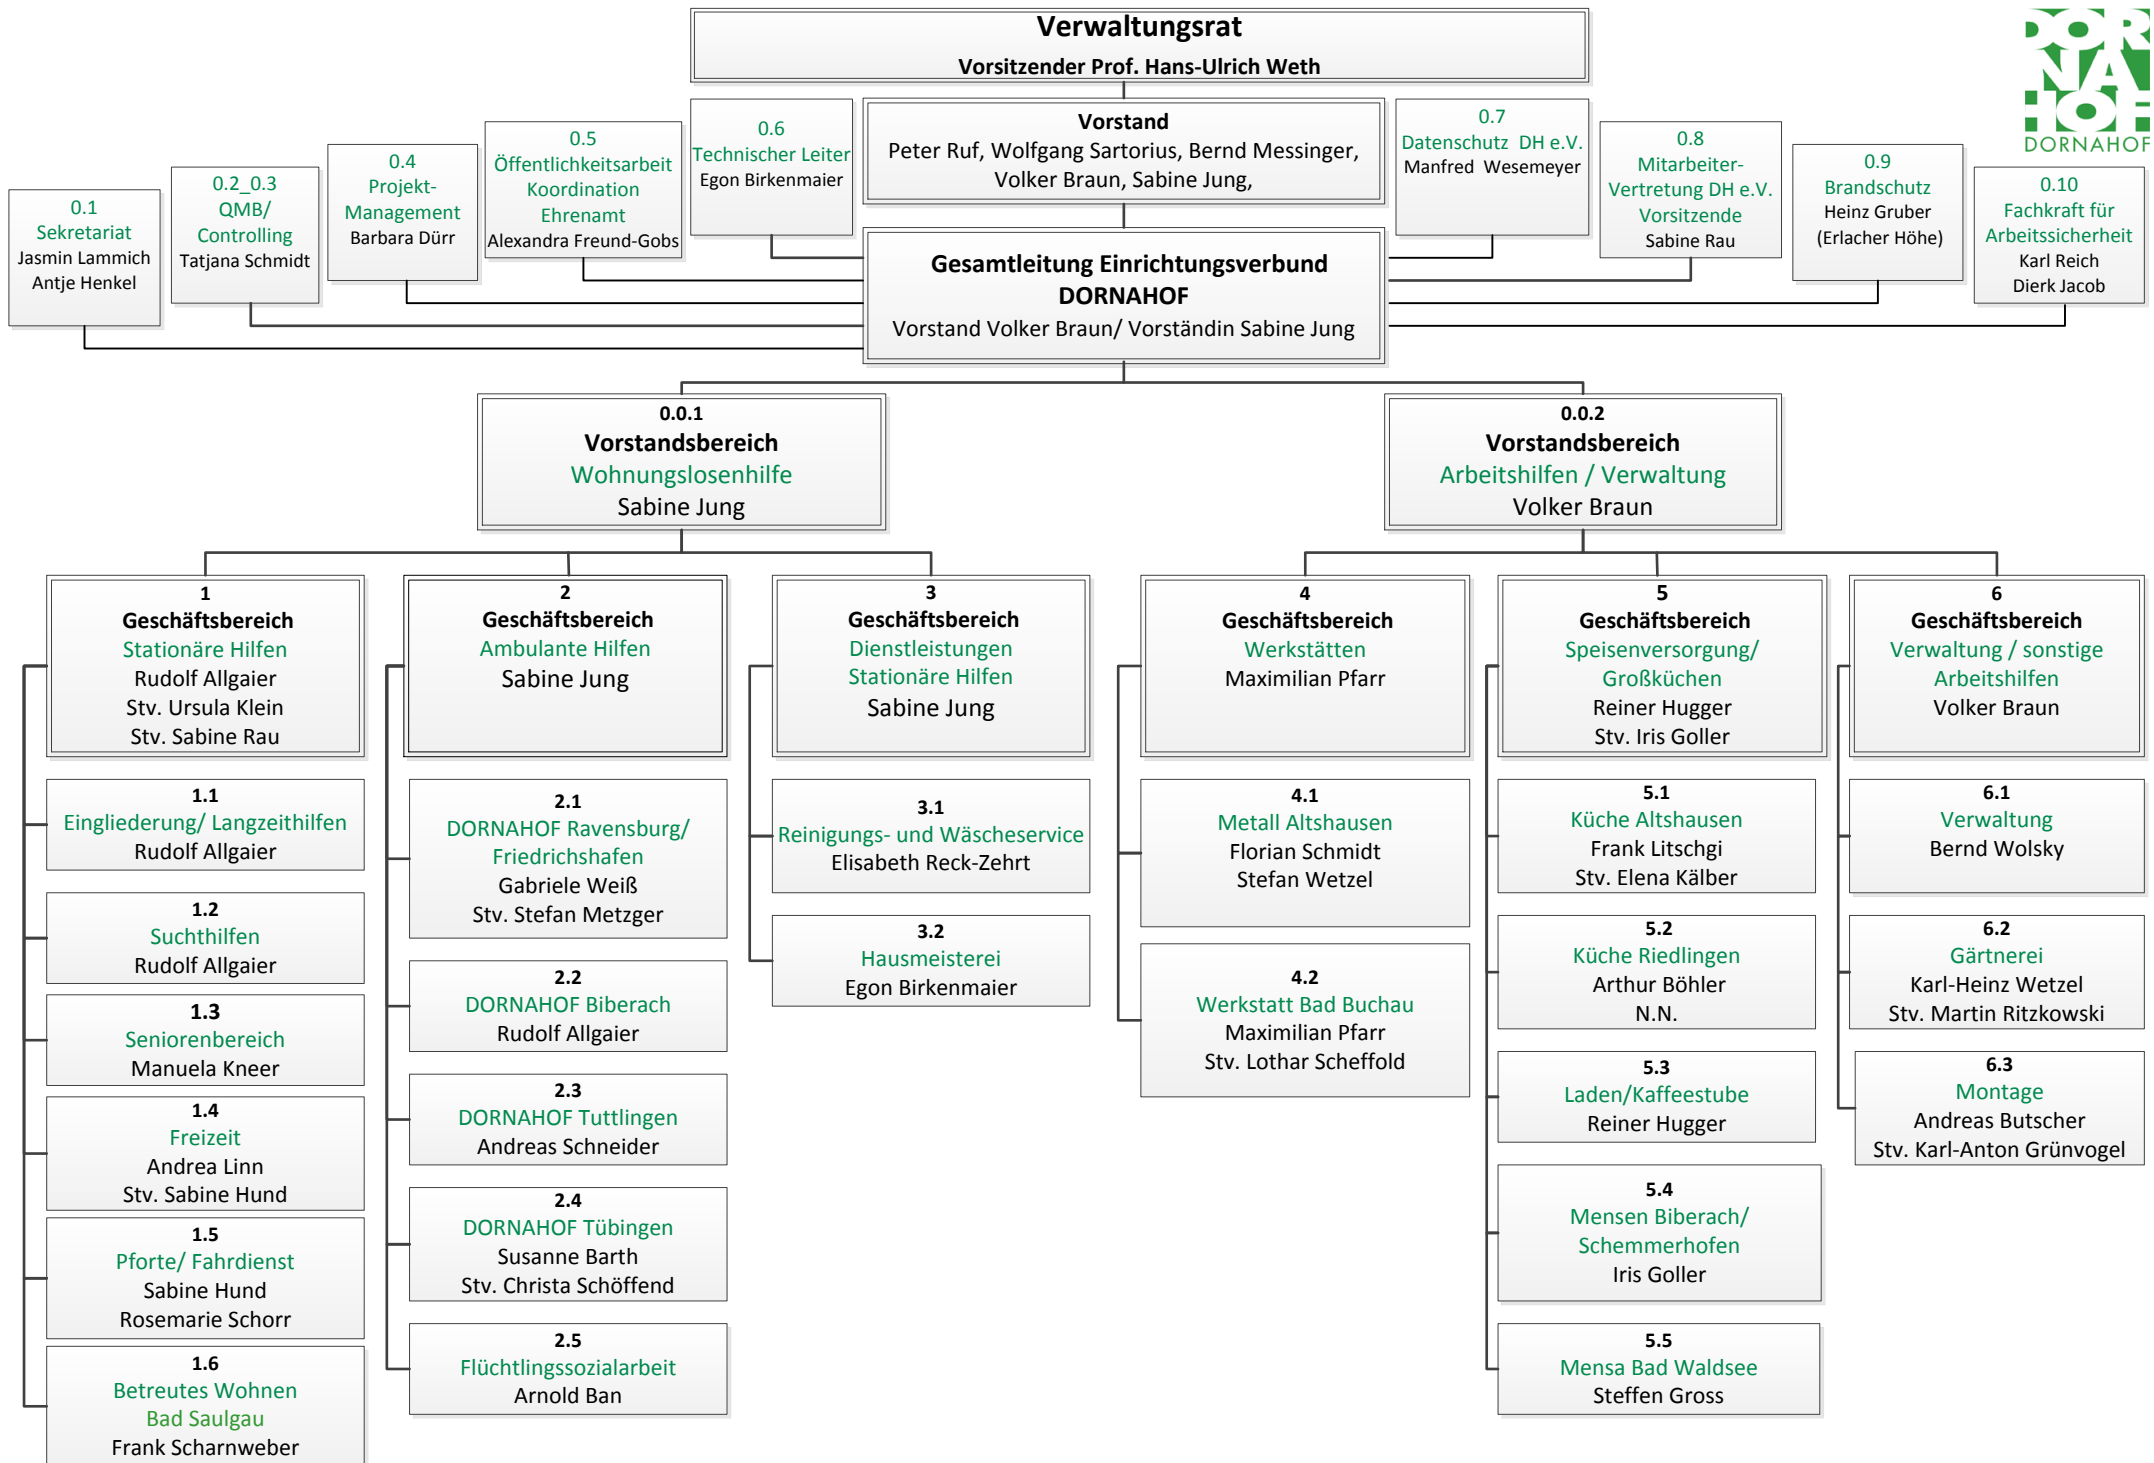 Verwaltungsrat
Vorsitzender Prof. Hans-Ulrich Weth
DOR
NA
HOF
DORNAHOF
Vorstand
Peter Ruf, Wolfgang Sartorius, Bernd Messinger,
Volker Braun, Sabine Jung,
0.1
Sekretariat
Jasmin Lammich
Antje Henkel
0.2_0.3
QMB/
Controlling
Tatjana Schmidt
0.4
Projekt-
Management
Barbara Dürr
0.5
Öffentlichkeitsarbeit
Koordination
Ehrenamt
Alexandra Freund-Gobs
0.6
Technischer Leiter
Egon Birkenmaier
0.7
Datenschutz DH e.V.
Manfred Wesemeyer
0.8
Mitarbeiter-
Vertretung DH e.V.
Vorsitzende
Sabine Rau
0.9
Brandschutz
Heinz Gruber
(Erlacher Höhe)
0.10
Fachkraft für
Arbeitssicherheit
Karl Reich
Dierk Jacob
Gesamtleitung Einrichtungsverbund
DORNAHOF
Vorstand Volker Braun/ Vorständin Sabine Jung
0.0.1
Vorstandsbereich
Wohnungslosenhilfe
Sabine Jung
0.0.2
Vorstandsbereich
Arbeitshilfen / Verwaltung
Volker Braun
1
Geschäftsbereich
Stationäre Hilfen
Rudolf Allgaier
Stv. Ursula Klein
Stv. Sabine Rau
1.1
Eingliederung/ Langzeithilfen
Rudolf Allgaier
1.2
Suchthilfen
Rudolf Allgaier
1.3
Seniorenbereich
Manuela Kneer
1.4
Freizeit
Andrea Linn
Stv. Sabine Hund
1.5
Pforte/ Fahrdienst
Sabine Hund
Rosemarie Schorr
1.6
Betreutes Wohnen
Bad Saulgau
Frank Scharnweber
2
Geschäftsbereich
Ambulante Hilfen
Sabine Jung
2.1
DORNAHOF Ravensburg/
Friedrichshafen
Gabriele Weiß
Stv. Stefan Metzger
2.2
DORNAHOF Biberach
Rudolf Allgaier
2.3
DORNAHOF Tuttlingen
Andreas Schneider
2.4
DORNAHOF Tübingen
Susanne Barth
Stv. Christa Schöffend
2.5
Flüchtlingssozialarbeit
Arnold Ban
3
Geschäftsbereich
Dienstleistungen
Stationäre Hilfen
Sabine Jung
3.1
Reinigungs- und Wäscheservice
Elisabeth Reck-Zehrt
3.2
Hausmeisterei
Egon Birkenmaier
4
Geschäftsbereich
Werkstätten
Maximilian Pfarr
4.1
Metall Altshausen
Florian Schmidt
Stefan Wetzel
4.2
Werkstatt Bad Buchau
Maximilian Pfarr
Stv. Lothar Scheffold
5
Geschäftsbereich
Speisenversorgung/
Großküchen
Reiner Hugger
Stv. Iris Goller
5.1
Küche Altshausen
Frank Litschgi
Stv. Elena Kälber
5.2
Küche Riedlingen
Arthur Böhler
N.N.
5.3
Laden/Kaffeestube
Reiner Hugger
5.4
Mensen Biberach/
Schemmerhofen
Iris Goller
5.5
Mensa Bad Waldsee
Steffen Gross
6
Geschäftsbereich
Verwaltung / sonstige
Arbeitshilfen
Volker Braun
6.1
Verwaltung
Bernd Wolsky
6.2
Gärtnerei
Karl-Heinz Wetzel
Stv. Martin Ritzkowski
6.3
Montage
Andreas Butscher
Stv. Karl-Anton Grünvogel